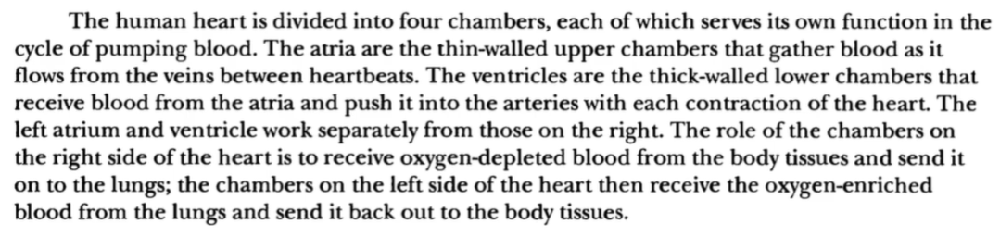 The human heart is divided into four chambers, each of which serves its own function in the
cycle of pumping blood. The atria are the thin-walled upper chambers that gather blood as it
flows from the veins between heartbeats. The ventricles are the thick-walled lower chambers that
receive blood from the atria and push it into the arteries with each contraction of the heart. The
left atrium and ventricle work separately from those on the right. The role of the chambers on
the right side of the heart is to receive oxygen-depleted blood from the body tissues and send it
on to the lungs; the chambers on the left side of the heart then receive the oxygen-enriched
blood from the lungs and send it back out to the body tissues.